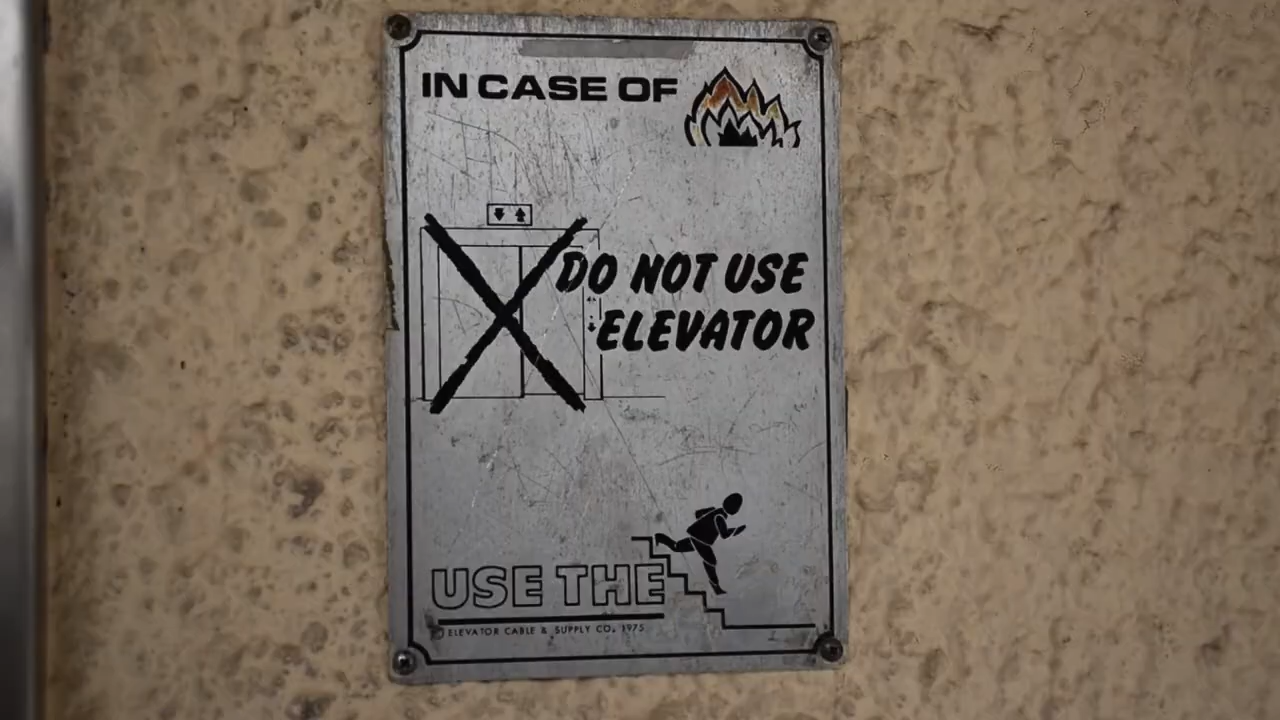 IN CASE OF
DO NOT USE
ELEVATOR
USE THE
© ELEVATOR CABLE & SUPPLY CO. 1975